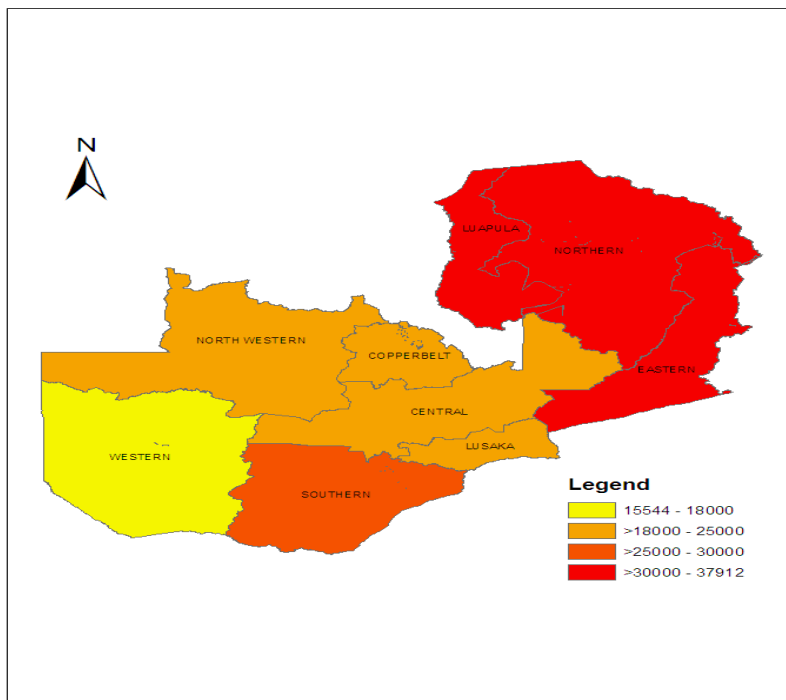 N
LUAPULA
NORTHERN
NORTH WESTERN
COPPERBELT
EASTERN
CENTRAL
LUSAKA
WESTERN
SOUTHERN
Legend
15544 - 18000
>18000 - 25000
>25000 - 30000
>30000 - 37912